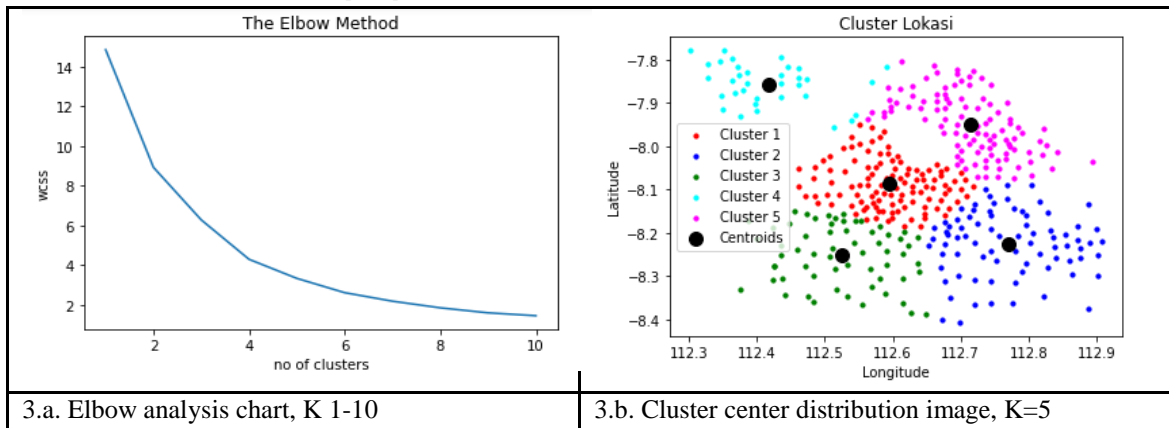 The Elbow Method
14
12
10
8
6
4
2
wcss
2 4 6 8 10
no of clusters
Cluster Lokasi
−7.8
−7.9
−8.0
−8.1
−8.2
−8.3
−8.4
Latitude
Cluster 1
Cluster 2
Cluster 3
Cluster 4
Cluster 5
Centroids
112.3 112.4 112.5 112.6 112.7 112.8 112.9
Longitude
3.a. Elbow analysis chart, K 1-10
3.b. Cluster center distribution image, K=5